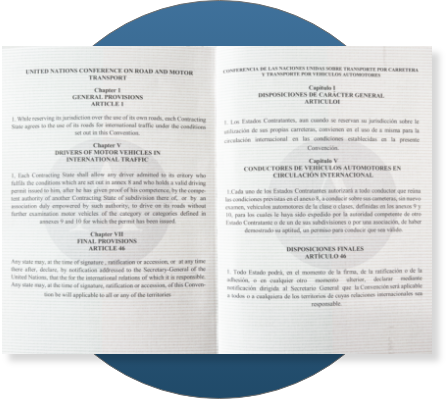 UNITED NATIONS CONFERENCE ON ROAD AND MOTOR
TRANSPORT
Chapter 1
GENERAL PROVISIONS
ARTICLE 1
1. While reserving its jurisdiction over the use of its own roads, each Contracting
State agrees to the use of its roads for international traffic under the conditions
set out in this Convention.
Chapter V
DRIVERS OF MOTOR VEHICLES IN
INTERNATIONAL TRAFFIC
1. Each Contracting State shall allow any driver admitted to its territory who
fulfils the conditions which are set out in annex 8 and who holds a valid driving
permit issued to him, after he has given proof of his competence, by the compe-
tent authority of another Contracting State of subdivision there of, or by an
association duly empowered by such authority, to drive on its roads without
further examination motor vehicles of the category or categories defined in
annexes 9 and 10 for which the permit has been issued.
Chapter VII
FINAL PROVISIONS
ARTICLE 46
Any state may, at the time of signature, ratification or accession, or at any time
there after, declare, by notification addressed to the Secretary-General of the
United Nations, that the for the international relations of which it is responsible.
Any state may, at the time of signature, ratification or accession, of this Conven-
tion he will applicable to all or any of the territories
CONFERENCIA DE LAS NACIONES UNIDAS SOBRE TRANSPORTE POR CARRETERA
Y TRANSPORTE POR VEHICULOS AUTOMOTORES
Capitulo I
DISPOSICIONES DE CARÁCTER GENERAL
ARTICULOI
1. Los Estados Contratantes, aun cuando se reservan su jurisdicción sobre la
utilización de sus propias carreteras, convienen en el uso de a misma para la
circulación internacional en las condiciones establecidas en la presente
Convención.
Capitulo V
CONDUCTORES DE VEHÍCULOS AUTOMOTORES EN
CIRCULACIÓN INTERNACIONAL
1 Cada uno de los Estados Contratantes autorizará a todo conductor que reúna
las condiciones previstas en el anexo 8, a conducir sobre sus carreteras, sin nuevo
examen, vehículos automotores de la clase o clases, definidas en los anexos 9 y
10, para los cuales le haya sido expedido por la autoridad competente de otro
Estado Contratante o de un de sus subdivisiones o por una asociación, de haber
demostrado su aptitud, un permiso para conducir que sea válido.
DISPOSICIONES FINALES
ARTÍCULO 46
1. Todo Estado podrá, en el momento de la firma, de la ratificación o de la
adhesión, o en cualquier otro momento ulterior, declarar mediante
notificación dirigida al Secretario General que la Convención será aplicable
a todos o a cualquiera de los territorios de cuyas relaciones internacionales sea
responsable.